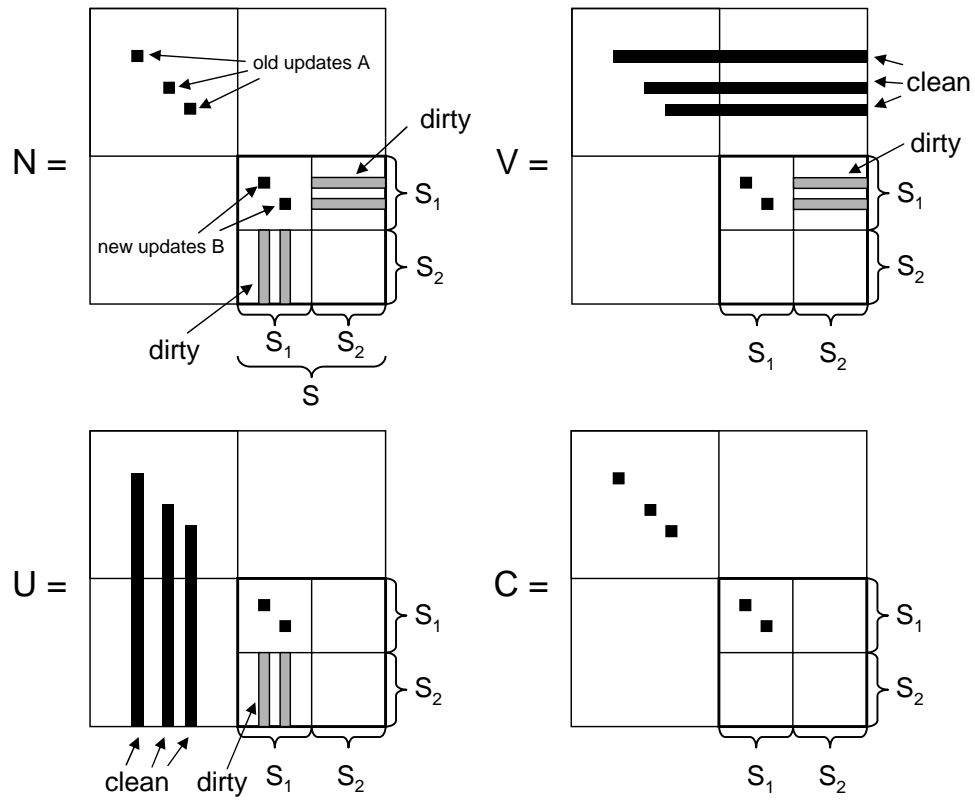 old updates A
dirty
N =
S₁
new updates B
S₂
dirty
S₁
S₂
S
clean
dirty
V =
S₁
S₂
S₁
S₂
U =
S₁
S₂
clean
dirty
S₁
S₂
C =
S₁
S₂
S₁
S₂